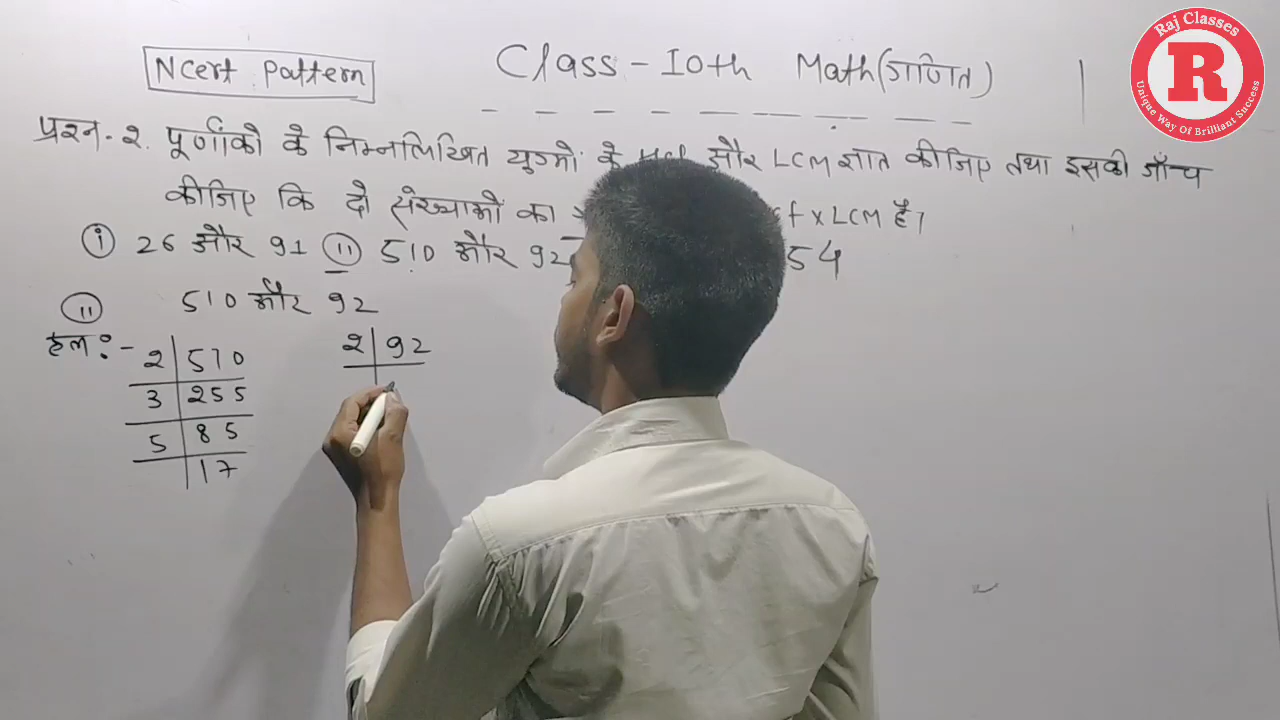 Raj Classes
R
Unique Way Of Brilliant Success
Ncert Pattern
Class - 10th Math (गणित)
प्रश्न - २. पूर्णांको के निम्नलिखित युग्मों के और LCM ज्ञात कीजिए तथा इसकी जाँच
कीजिए कि दो संख्याओं का f x LCM है।
(i) 26 और 91 (ii) 510 और 92 54
(ii) 510 और 92
हल :-
2 | 510
3 | 255
5 | 85
17
2 | 92